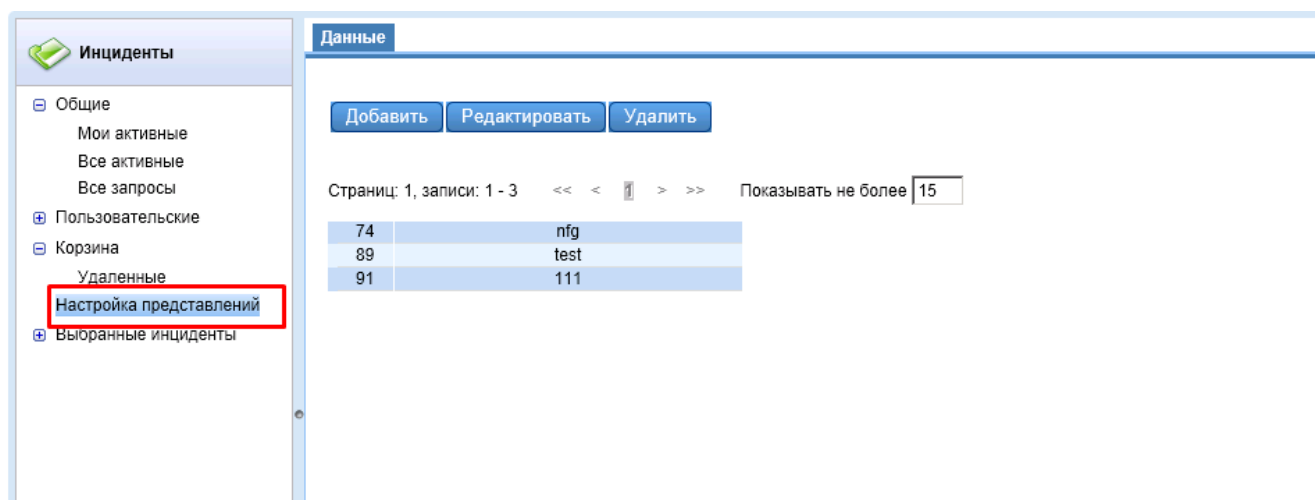 Инциденты
Общие
Мои активные
Все активные
Все запросы
Пользовательские
Корзина
Удаленные
Настройка представлений
Выбранные инциденты
Данные
Добавить Редактировать Удалить
Страниц: 1, записи: 1 - 3 << < 1 > >> Показывать не более 15
74 nfg
89 test
91 111